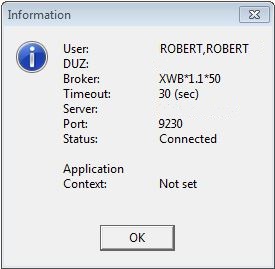 Information
User: ROBERT,ROBERT
DUZ:
Broker: XWB*1.1*50
Timeout: 30 (sec)
Server:
Port: 9230
Status: Connected
Application
Context: Not set
OK